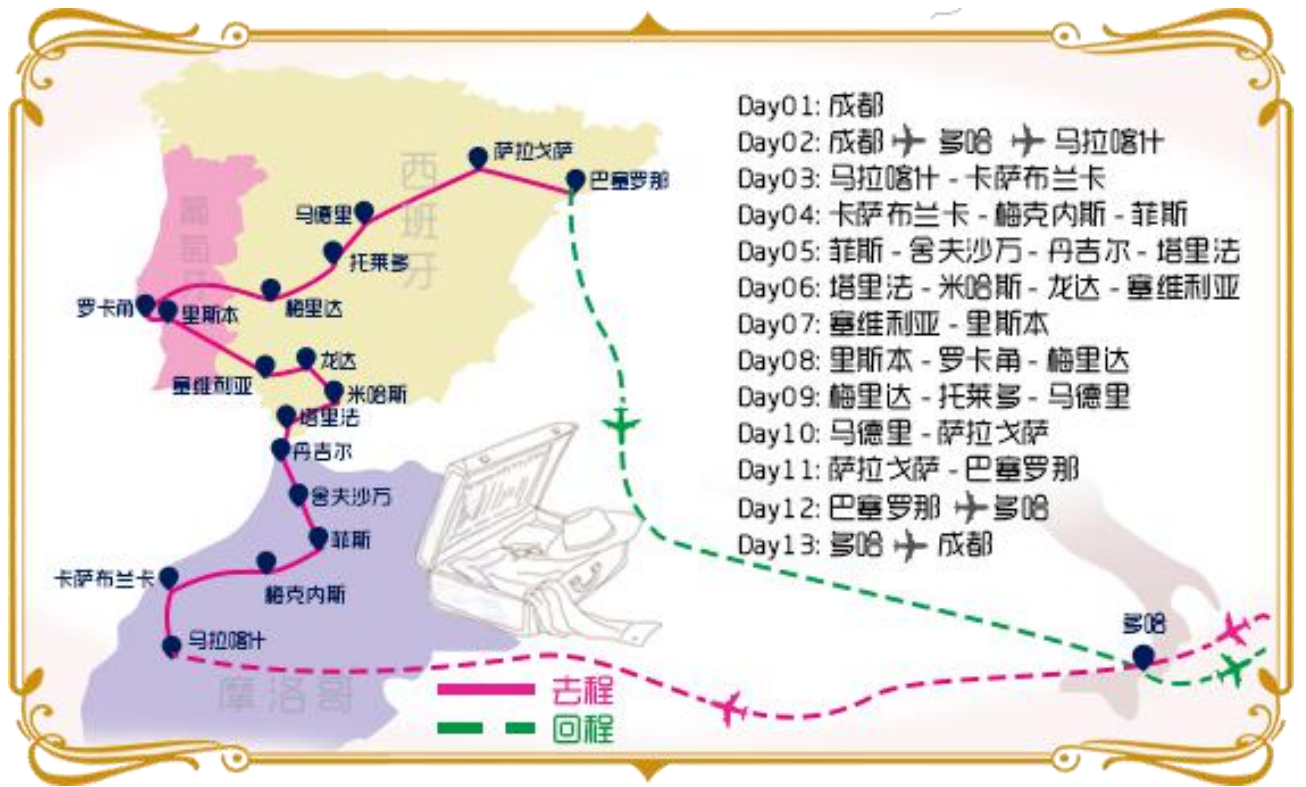 萨拉戈萨
巴塞罗那
西班牙
葡萄牙
马德里
托莱多
梅里达
罗卡角
里斯本
龙达
塞维利亚
米哈斯
塔里法
丹吉尔
舍夫沙万
菲斯
卡萨布兰卡
梅克内斯
马拉喀什
摩洛哥
去程
回程
多哈
Day01: 成都
Day02: 成都 多哈 马拉喀什
Day03: 马拉喀什 - 卡萨布兰卡
Day04: 卡萨布兰卡 - 梅克内斯 - 菲斯
Day05: 菲斯 - 舍夫沙万 - 丹吉尔 - 塔里法
Day06: 塔里法 - 米哈斯 - 龙达 - 塞维利亚
Day07: 塞维利亚 - 里斯本
Day08: 里斯本 - 罗卡角 - 梅里达
Day09: 梅里达 - 托莱多 - 马德里
Day10: 马德里 - 萨拉戈萨
Day11: 萨拉戈萨 - 巴塞罗那
Day12: 巴塞罗那 多哈
Day13: 多哈 成都